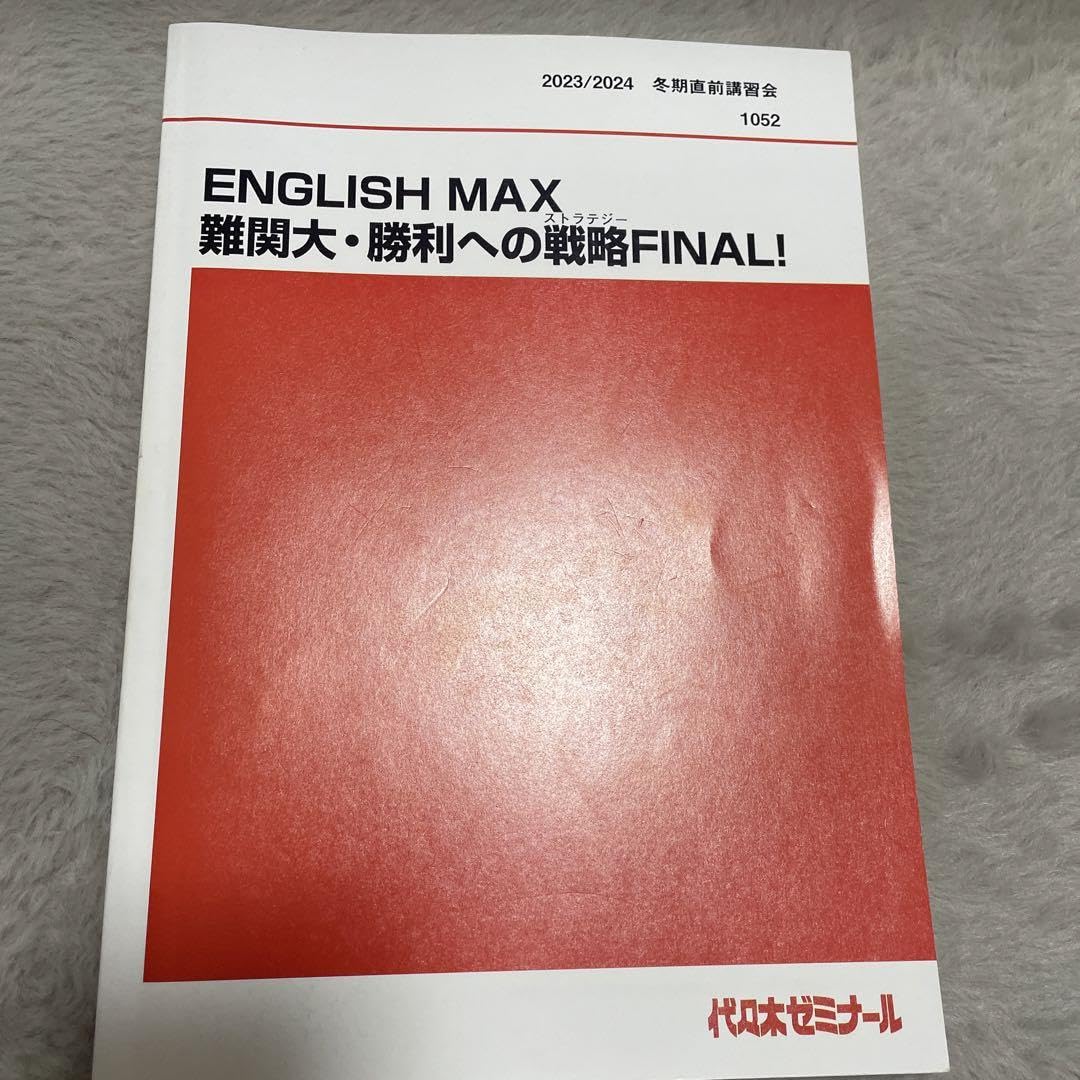 2023/2024 冬期直前講習会
1052
ENGLISH MAX
ストラテジー
難関大・勝利への戦略FINAL!
代々木ゼミナール